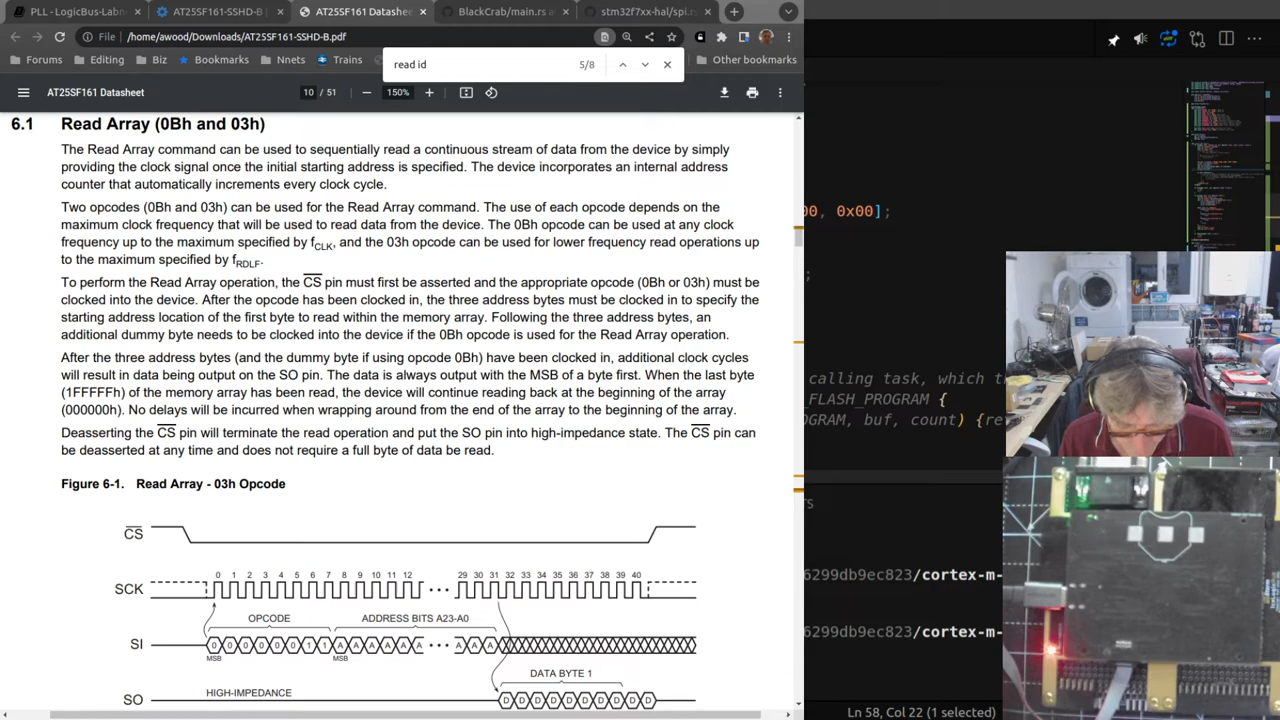 PLL - LogicBus-Labn
AT25SF161-SSHD-B
AT25SF161 Datashe
BlackCrab/main.rs a
stm32f7xx-hal/spi.rs
File
/home/awood/Downloads/AT25SF161-SSHD-B.pdf
Forums
Editing
Biz
Bookmarks
Nnets
Trains
Other bookmarks
read id
5/8
AT25SF161 Datasheet
10 / 51
150%
6.1 Read Array (0Bh and 03h)
The Read Array command can be used to sequentially read a continuous stream of data from the device by simply
providing the clock signal once the initial starting address is specified. The device incorporates an internal address
counter that automatically increments every clock cycle.
Two opcodes (0Bh and 03h) can be used for the Read Array command. The use of each opcode depends on the
maximum clock frequency that will be used to read data from the device. The 0Bh opcode can be used at any clock
frequency up to the maximum specified by fCLK, and the 03h opcode can be used for lower frequency read operations up
to the maximum specified by fRDLF.
To perform the Read Array operation, the CS pin must first be asserted and the appropriate opcode (0Bh or 03h) must be
clocked into the device. After the opcode has been clocked in, the three address bytes must be clocked in to specify the
starting address location of the first byte to read within the memory array. Following the three address bytes, an
additional dummy byte needs to be clocked into the device if the 0Bh opcode is used for the Read Array operation.
After the three address bytes (and the dummy byte if using opcode 0Bh) have been clocked in, additional clock cycles
will result in data being output on the SO pin. The data is always output with the MSB of a byte first. When the last byte
(1FFFFFh) of the memory array has been read, the device will continue reading back at the beginning of the array
(000000h). No delays will be incurred when wrapping around from the end of the array to the beginning of the array.
Deasserting the CS pin will terminate the read operation and put the SO pin into high-impedance state. The CS pin can
be deasserted at any time and does not require a full byte of data be read.
Figure 6-1. Read Array - 03h Opcode
CS
0 1 2 3 4 5 6 7 8 9 10 11 12 29 30 31 32 33 34 35 36 37 38 39 40
SCK
OPCODE
ADDRESS BITS A23-A0
SI
0 0 0 0 0 0 1 1 A A A A A A A A A
MSB
MSB
DATA BYTE 1
SO
HIGH-IMPEDANCE
D D D D D D D D D D
00, 0x00];
;
calling task, which t
_FLASH_PROGRAM {
OGRAM, buf, count) {re
TS
6299db9ec823/cortex-m-
6299db9ec823/cortex-m-
Ln 58, Col 22 (1 selected)